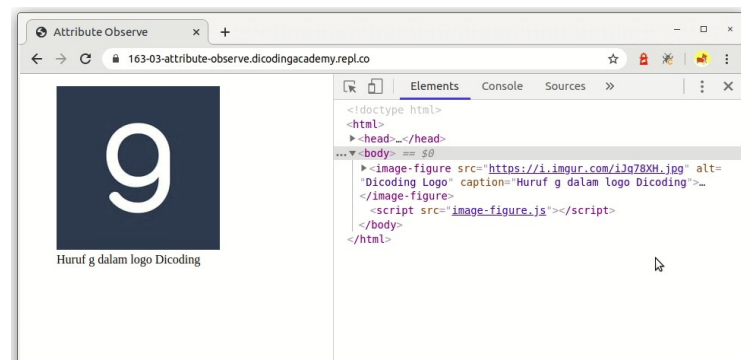 Attribute Observe
163-03-attribute-observe.dicodingacademy.repl.co
Elements Console Sources »
g
Huruf g dalam logo Dicoding
<!doctype html>
<html>
▶<head>…</head>
…▼<body> == $0
▶<image-figure src="https://i.imgur.com/iJq78XH.jpg" alt=
"Dicoding Logo" caption="Huruf g dalam logo Dicoding">…
</image-figure>
<script src="image-figure.js"></script>
</body>
</html>